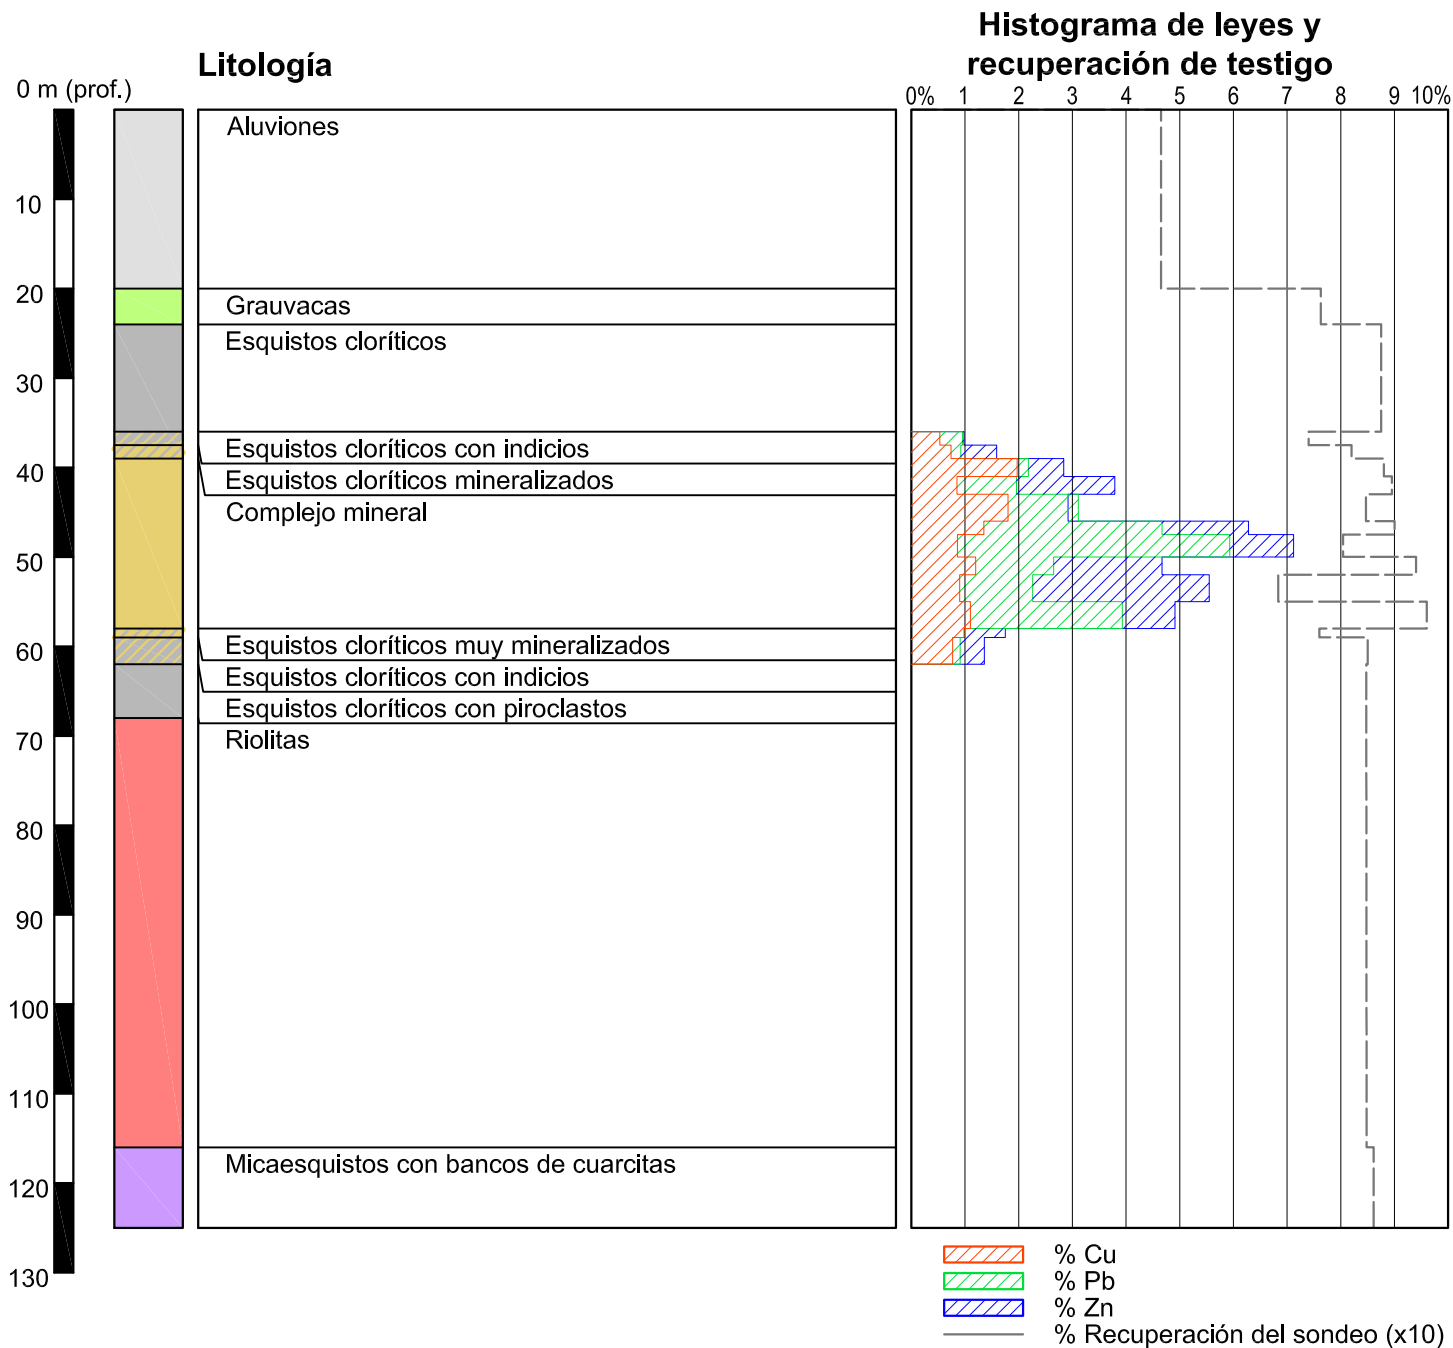 Histograma de leyes y
recuperación de testigo
Litología
0 m (prof.)
0% 1 2 3 4 5 6 7 8 9 10%
Aluviones
10
20
Grauvacas
Esquistos cloríticos
30
Esquistos cloríticos con indicios
40
Esquistos cloríticos mineralizados
Complejo mineral
50
Esquistos cloríticos muy mineralizados
60
Esquistos cloríticos con indicios
Esquistos cloríticos con piroclastos
70
Riolitas
80
90
100
110
Micaesquistos con bancos de cuarcitas
120
130
% Cu
% Pb
% Zn
% Recuperación del sondeo (x10)